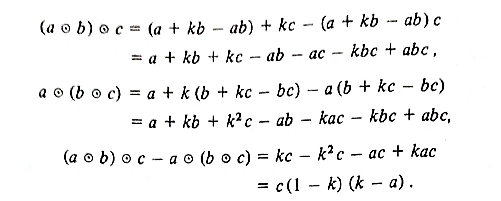 (a ⊙ b) ⊙ c = (a + kb − ab) + kc − (a + kb − ab) c
= a + kb + kc − ab − ac − kbc + abc ,
a ⊙ (b ⊙ c) = a + k (b + kc − bc) − a (b + kc − bc)
= a + kb + k²c − ab − kac − kbc + abc,
(a ⊙ b) ⊙ c − a ⊙ (b ⊙ c) = kc − k²c − ac + kac
= c (1 − k) (k − a) .